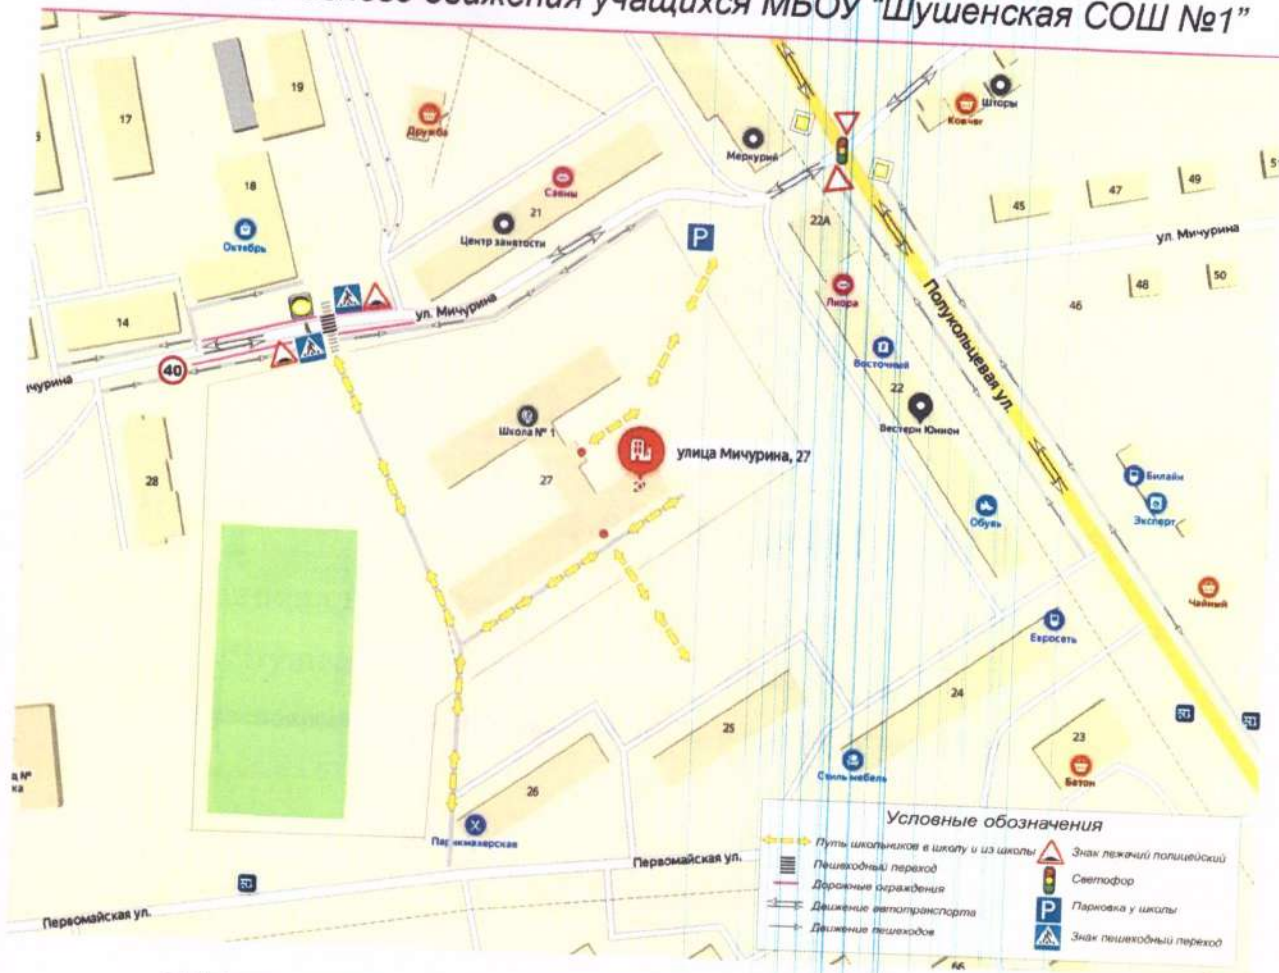 движения учащихся МБОУ "Шушенская СОШ №1"
17
19
Дружба
18
Октябрь
Саяны
21
Центр занятости
Меркурий
Ковчег
Шторы
45
47
49
22А
ул. Мичурина
48
50
46
P
Лиора
Полукольцевая ул.
Восточный
22
Вестерн Юнион
14
ул. Мичурина
40
28
Школа № 1
27
улица Мичурина, 27
Обувь
Билайн
Эксперт
Чайный
Евросеть
24
25
23
Стиль мебель
Батон
26
Парикмахерская
Первомайская ул.
Первомайская ул.
Условные обозначения
Путь школьников в школу и из школы
Знак лежачий полицейский
Пешеходный переход
Светофор
Дорожные ограждения
Движение автотранспорта
P
Парковка у школы
Движение пешеходов
Знак пешеходный переход
66